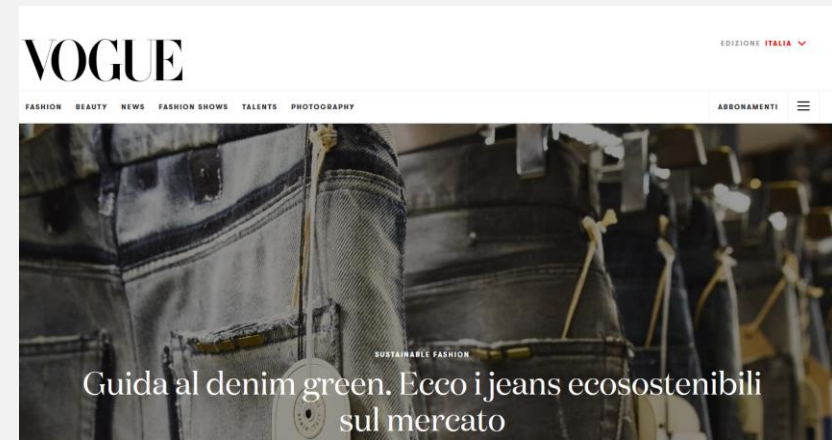 VOGUE
EDIZIONE ITALIA
FASHION BEAUTY NEWS FASHION SHOWS TALENTS PHOTOGRAPHY
ABBONAMENTI
SUSTAINABLE FASHION
Guida al denim green. Ecco i jeans ecosostenibili
sul mercato